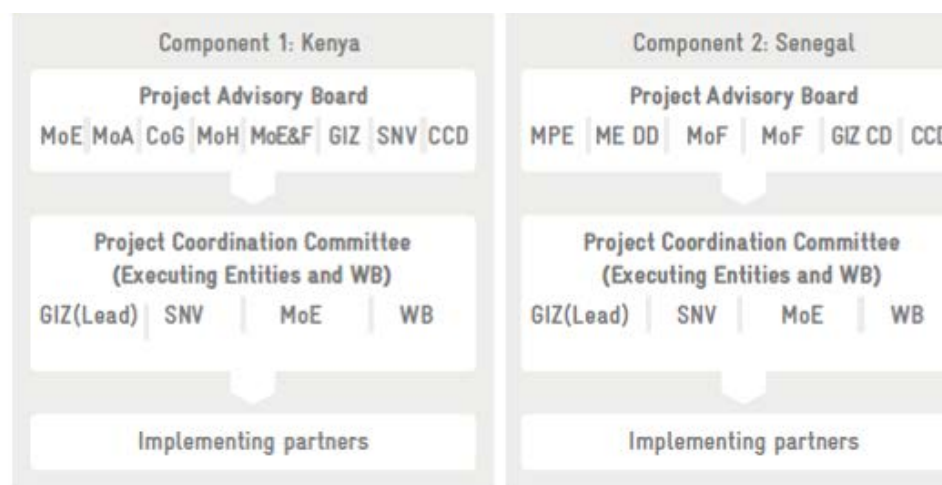 Component 1: Kenya
Project Advisory Board
MoE MoA CoG MoH MoE&F GIZ SNV CCD
Project Coordination Committee
(Executing Entities and WB)
GIZ(Lead) SNV MoE WB
Implementing partners
Component 2: Senegal
Project Advisory Board
MPE ME DD MoF MoF GIZ CD
Project Coordination Committee
(Executing Entities and WB)
GIZ(Lead) SNV MoE WB
Implementing partners